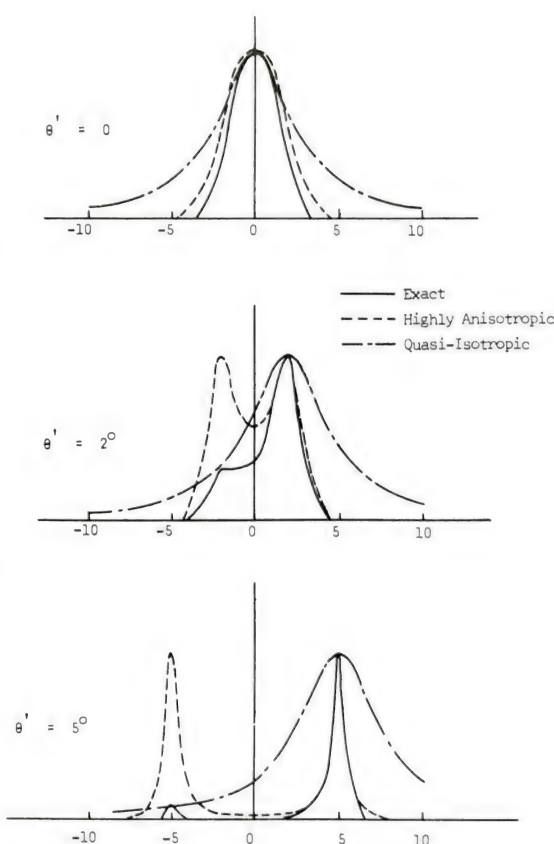 θ' = 0
-10 -5 0 5 10
Exact
Highly Anisotropic
Quasi-Isotropic
θ' = 2°
-10 -5 0 5 10
θ' = 5°
-10 -5 0 5 10